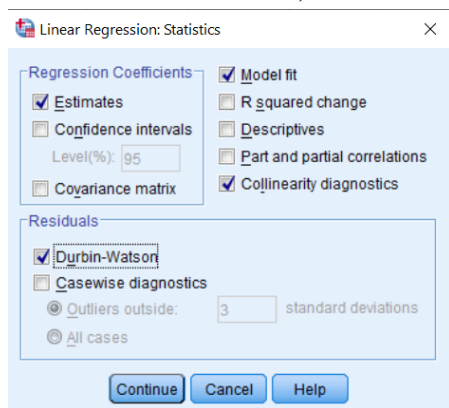 Linear Regression: Statistics
Regression Coefficients
Estimates
Confidence intervals
Level(%): 95
Covariance matrix
Model fit
R squared change
Descriptives
Part and partial correlations
Collinearity diagnostics
Residuals
Durbin-Watson
Casewise diagnostics
Outliers outside: 3 standard deviations
All cases
Continue Cancel Help